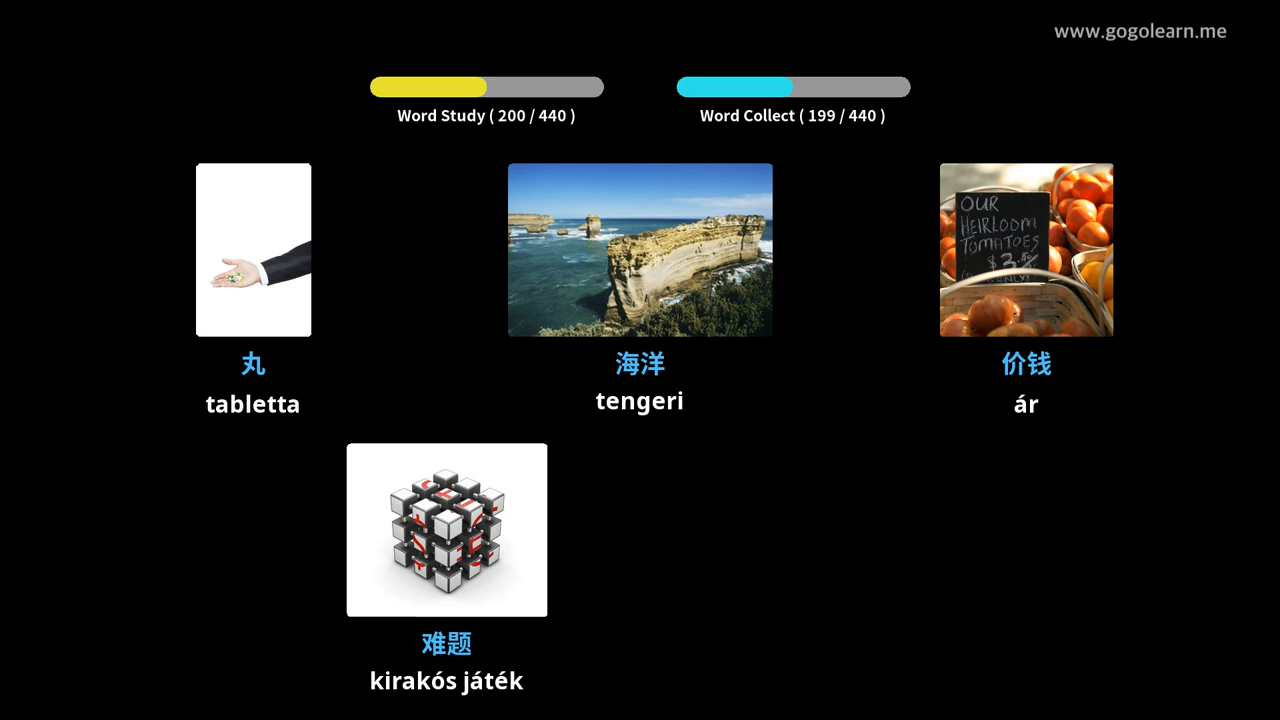 www.gogolearn.me
Word Study ( 200 / 440 )
Word Collect ( 199 / 440 )
OUR
HEIRLOOM
TOMATOES
丸
海洋
价钱
tabletta
tengeri
ár
难题
kirakós játék